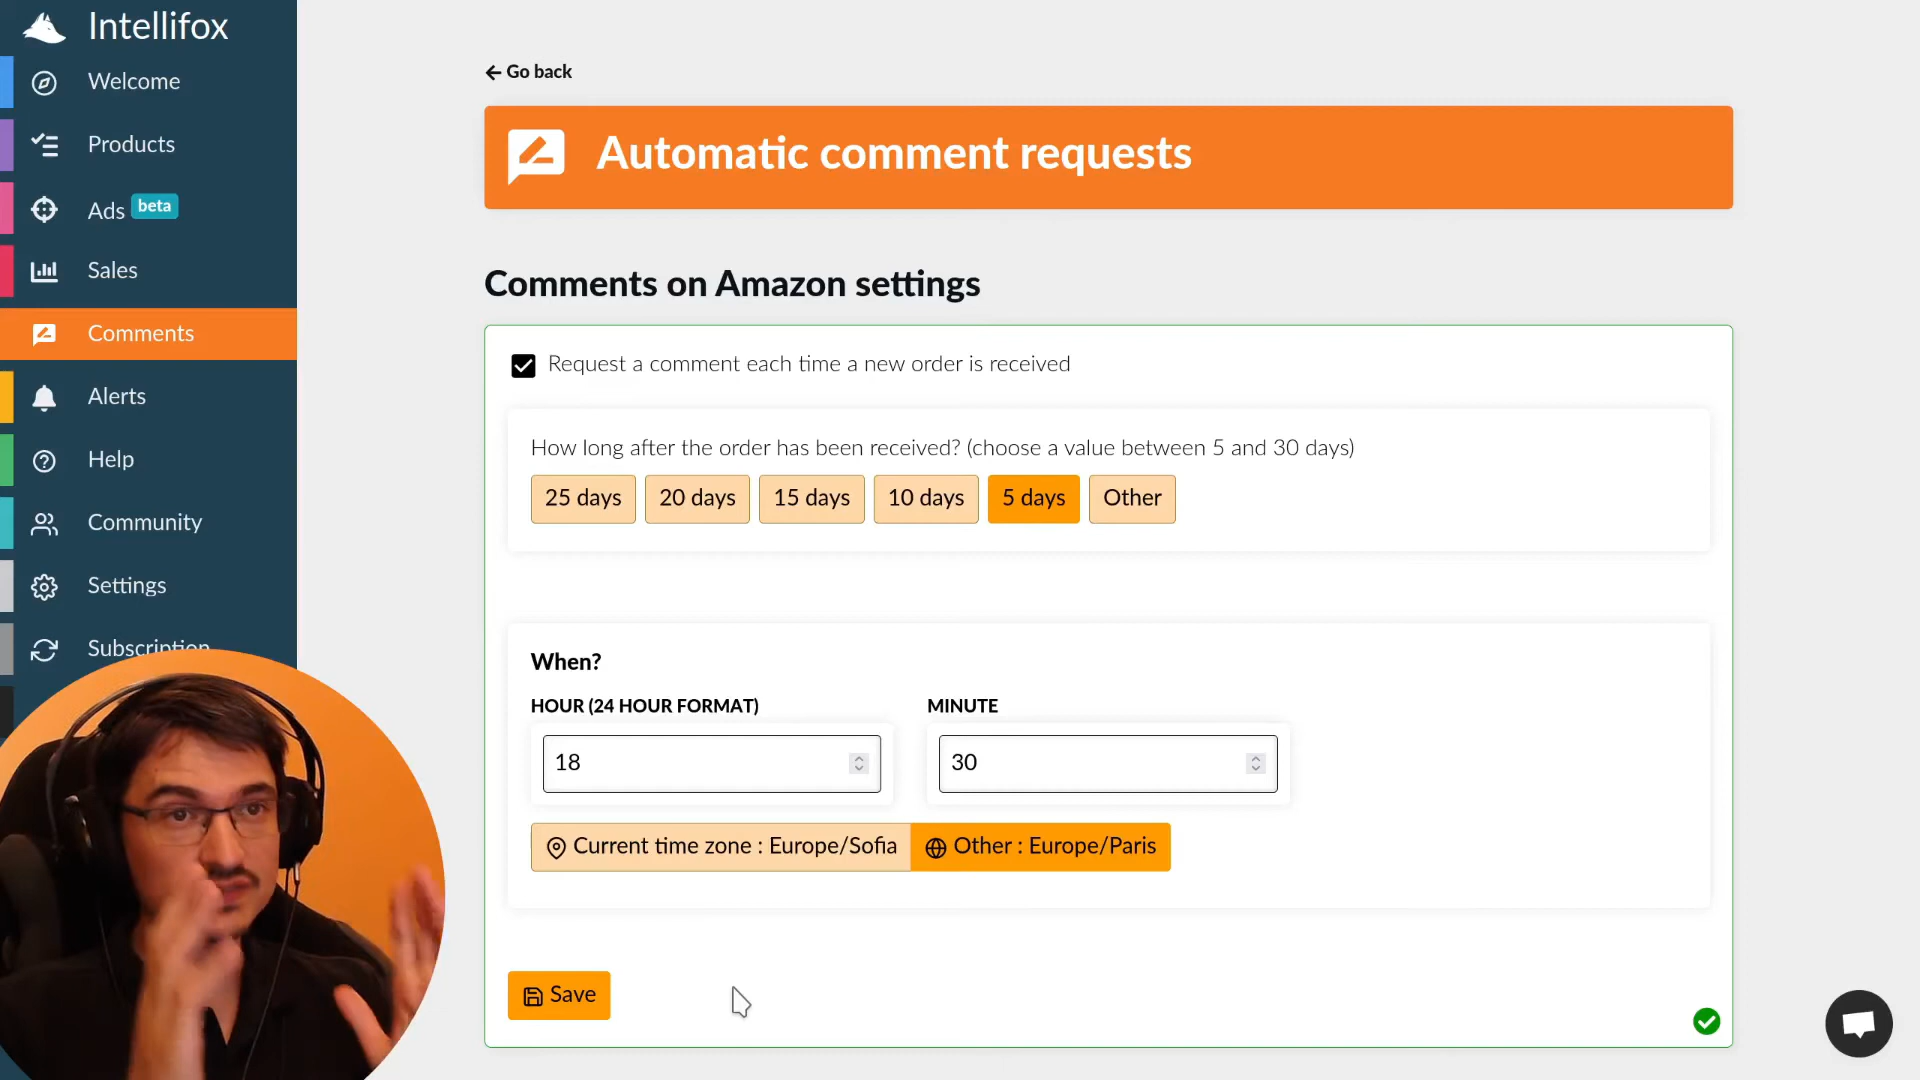 Intellifox
Welcome
Products
Ads beta
Sales
Comments
Alerts
Help
Community
Settings
Subscription
Go back
Automatic comment requests
Comments on Amazon settings
Request a comment each time a new order is received
How long after the order has been received? (choose a value between 5 and 30 days)
25 days 20 days 15 days 10 days 5 days Other
When?
HOUR (24 HOUR FORMAT) MINUTE
18 30
Current time zone : Europe/Sofia Other : Europe/Paris
Save